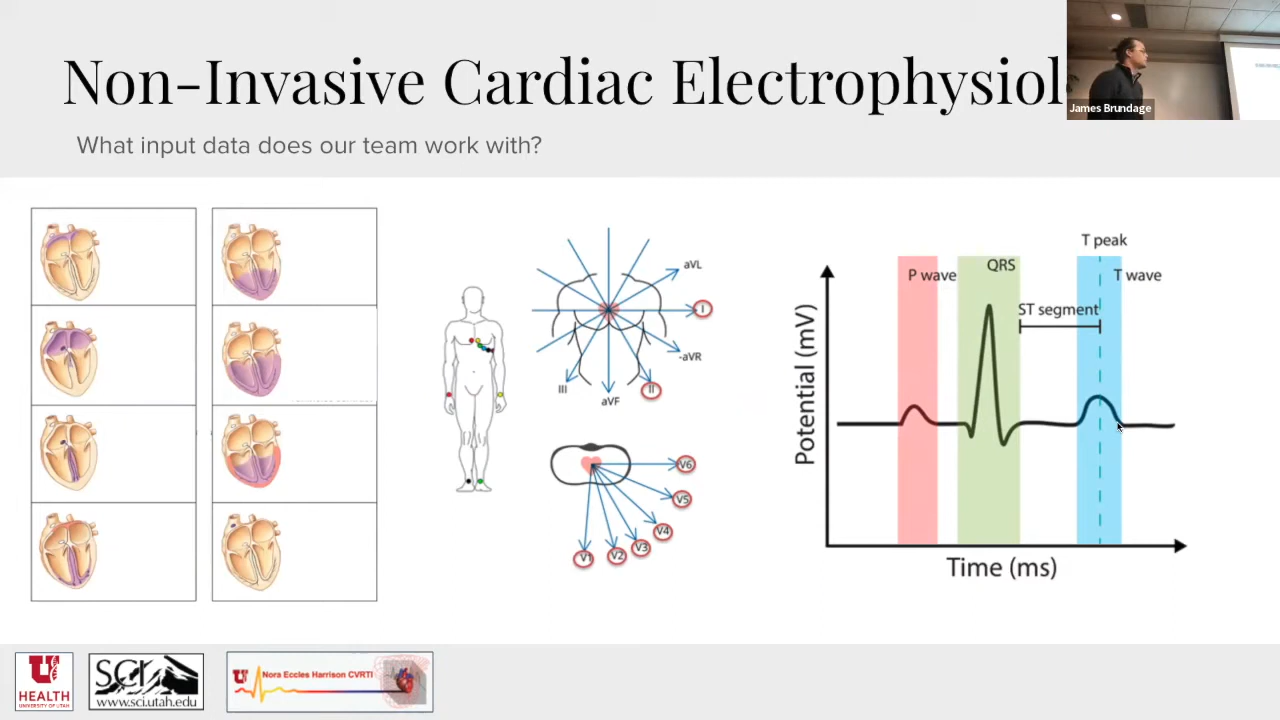 Non-Invasive Cardiac Electrophysiol
James Brundage
What input data does our team work with?
aVL
I
-aVR
II
aVF
III
V6
V5
V4
V3
V2
V1
T peak
P wave
QRS
T wave
ST segment
Potential (mV)
Time (ms)
U
HEALTH
UNIVERSITY OF UTAH
SCI
www.sci.utah.edu
U
Nora Eccles Harrison CVRTI